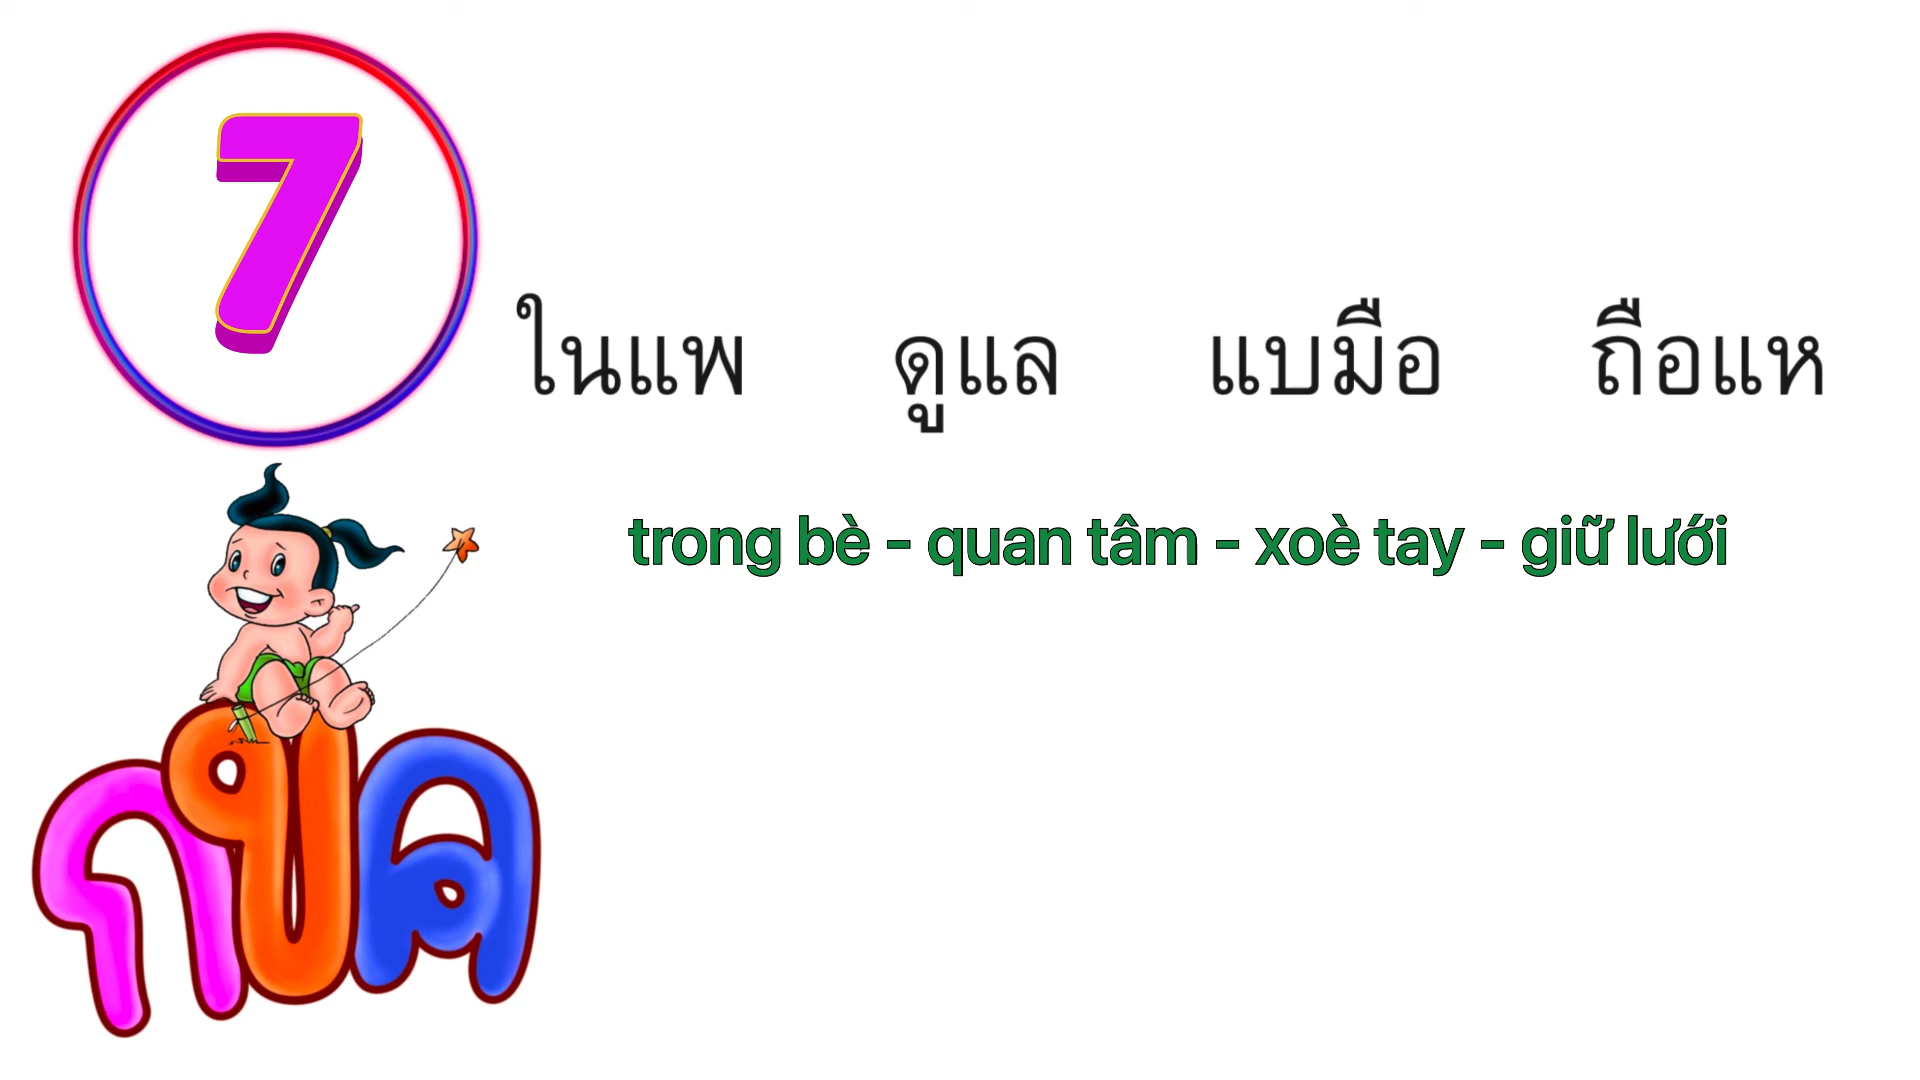 7
ในแพ ดูแล แบมือ ถือแห
trong bè - quan tâm - xoè tay - giữ lưới
กขค